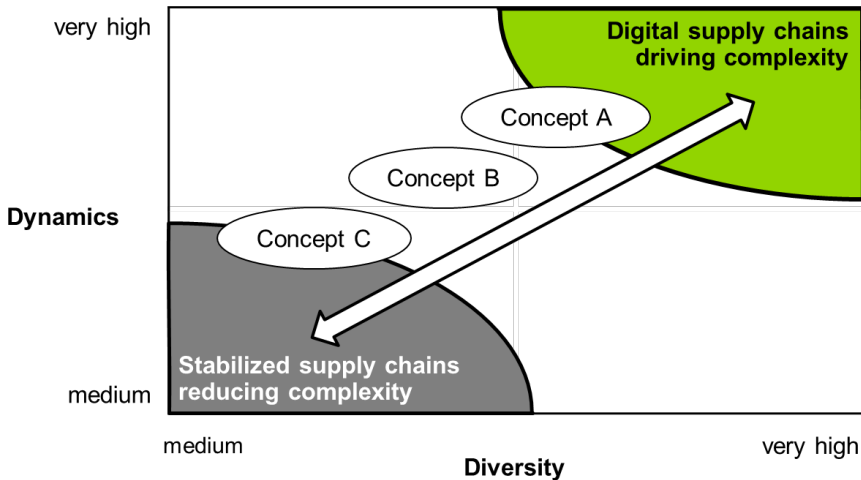 very high
Digital supply chains
driving complexity
Concept A
Concept B
Dynamics
Concept C
Stabilized supply chains
reducing complexity
medium
medium
very high
Diversity